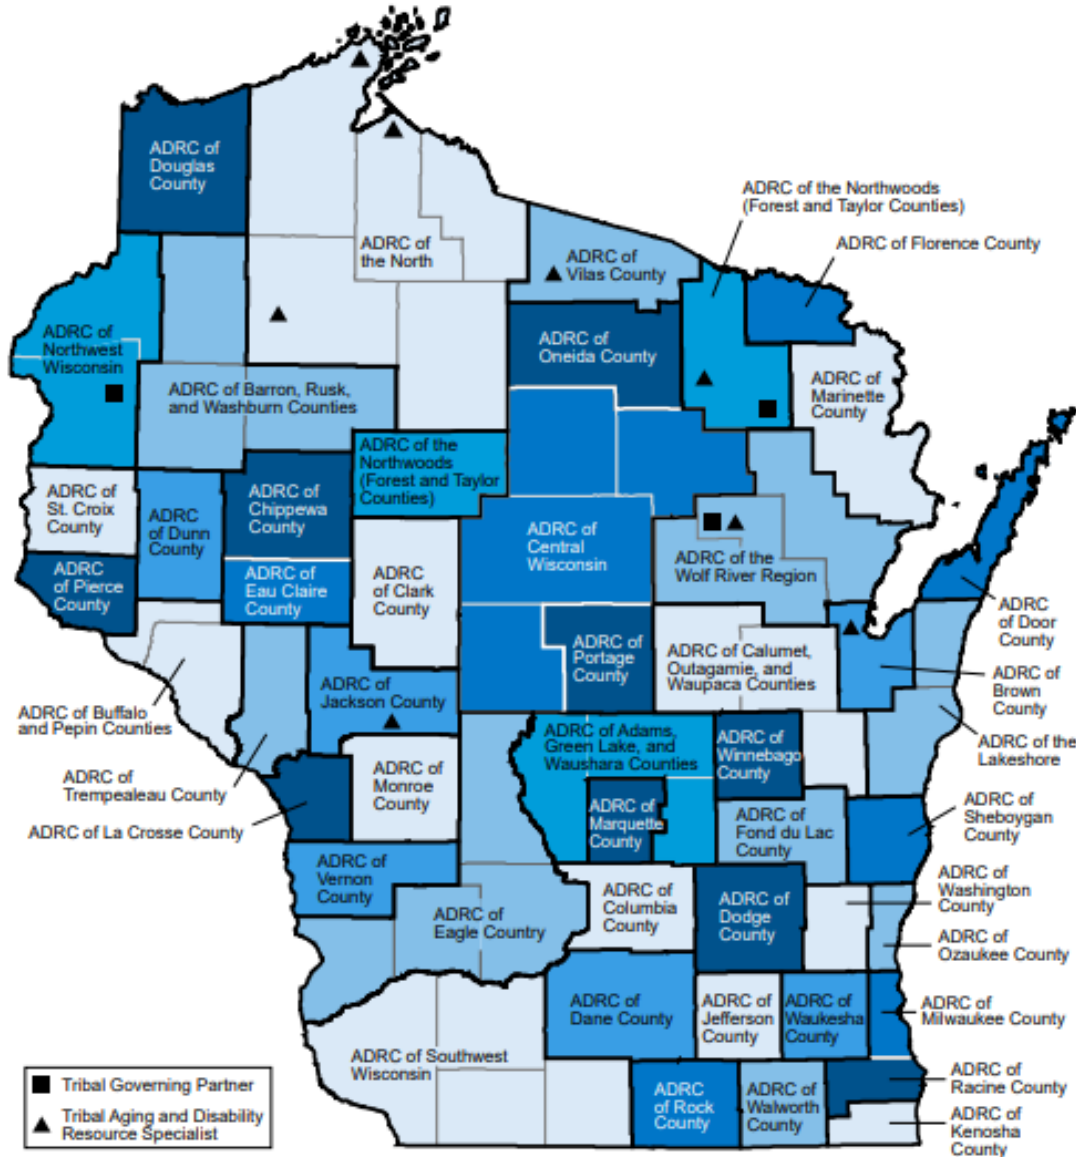 ADRC of
Douglas
County
ADRC of the Northwoods
(Forest and Taylor Counties)
ADRC of Florence County
ADRC of
the North
ADRC of
Vilas County
ADRC of
Northwest
Wisconsin
ADRC of
Oneida County
ADRC of Barron, Rusk,
and Washburn Counties
ADRC of
Marinette
County
ADRC of the
Northwoods
(Forest and Taylor
Counties)
ADRC of
St. Croix
County
ADRC
of Dunn
County
ADRC of
Chippewa
County
ADRC of
Central
Wisconsin
ADRC of the
Wolf River Region
ADRC
of Pierce
County
ADRC of
Eau Claire
County
ADRC
of Clark
County
ADRC
of Door
County
ADRC of
Portage
County
ADRC of Calumet,
Outagamie, and
Waupaca Counties
ADRC of
Brown
County
ADRC of Buffalo
and Pepin Counties
ADRC of
Jackson County
ADRC of Adams,
Green Lake, and
Waushara Counties
ADRC of
Winnebago
County
ADRC of the
Lakeshore
ADRC of
Trempealeau County
ADRC of
Monroe
County
ADRC of La Crosse County
ADRC of
Marquette
County
ADRC of
Fond du Lac
County
ADRC of
Sheboygan
County
ADRC of
Vernon
County
ADRC of
Eagle Country
ADRC of
Columbia
County
ADRC of
Dodge
County
ADRC of
Washington
County
ADRC of
Ozaukee County
ADRC of
Dane County
ADRC of
Jefferson
County
ADRC of
Waukesha
County
ADRC of
Milwaukee County
ADRC of Southwest
Wisconsin
ADRC
of Rock
County
ADRC of
Walworth
County
ADRC of
Racine County
ADRC of
Kenosha
County
Tribal Governing Partner
Tribal Aging and Disability
Resource Specialist